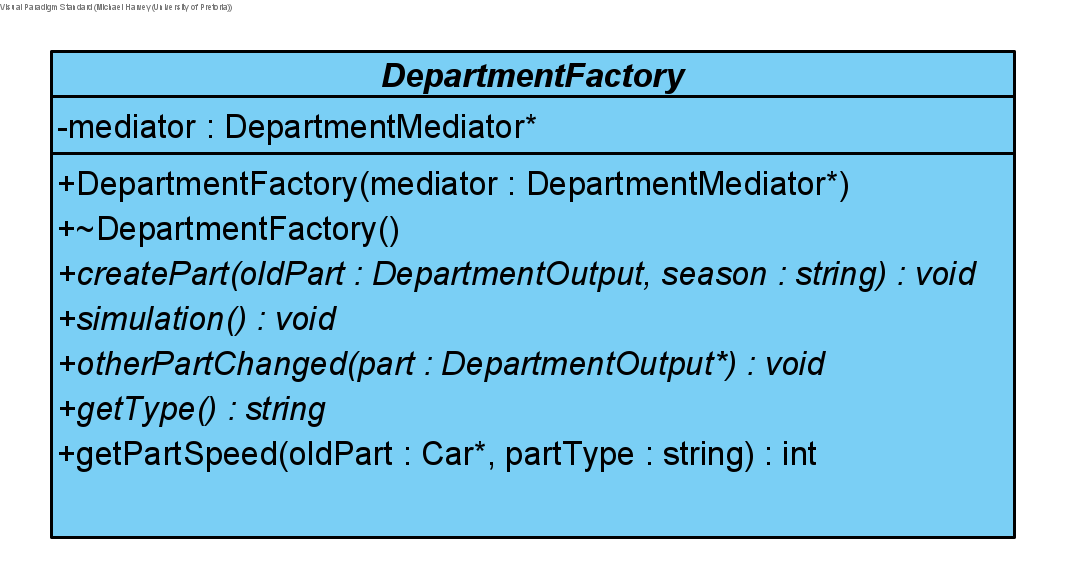 Visual Paradigm Standard (Michael Harvey (University of Pretoria))
DepartmentFactory
-mediator : DepartmentMediator*
+DepartmentFactory(mediator : DepartmentMediator*)
+~DepartmentFactory()
+createPart(oldPart : DepartmentOutput, season : string) : void
+simulation() : void
+otherPartChanged(part : DepartmentOutput*) : void
+getType() : string
+getPartSpeed(oldPart : Car*, partType : string) : int